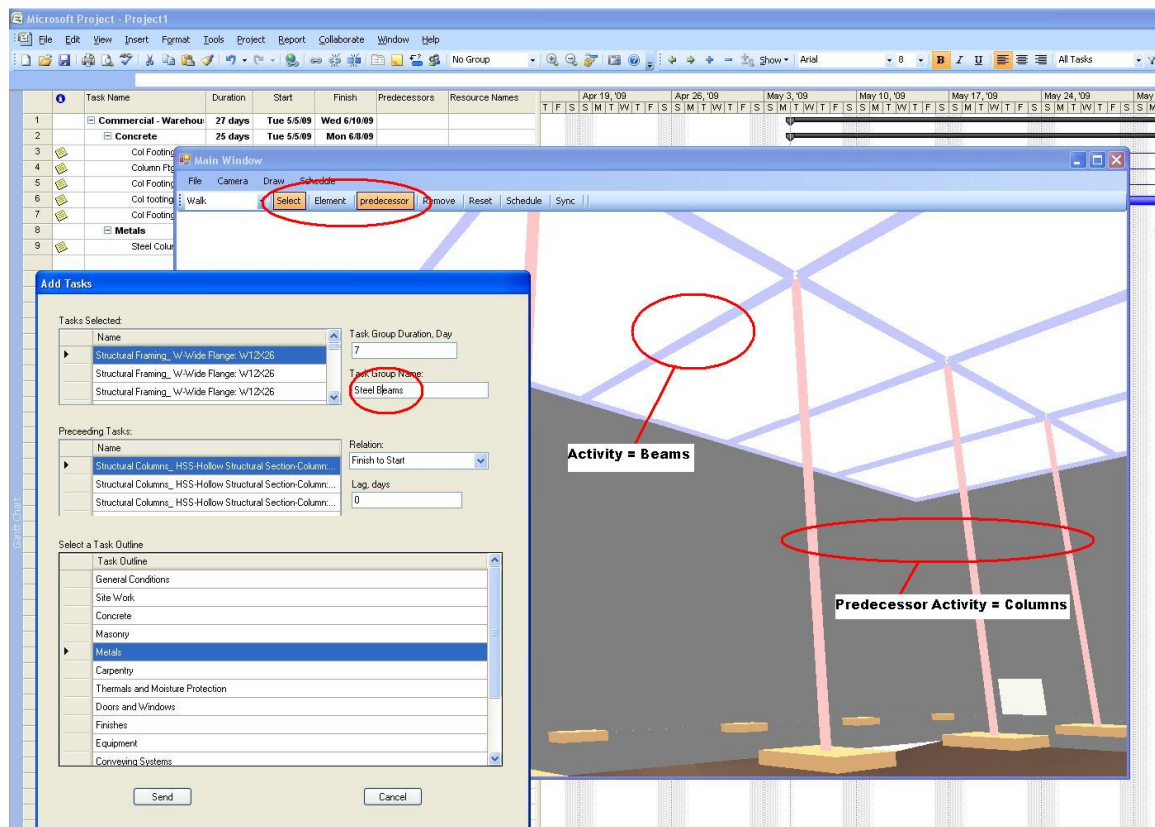 Microsoft Project - Project1
File Edit View Insert Format Tools Project Report Collaborate Window Help
No Group Show Arial 8 B I U All Tasks
Task Name Duration Start Finish Predecessors Resource Names Apr 19, '09 Apr 26, '09 May 3, '09 May 10, '09 May 17, '09 May 24, '09 May
T F S S M T W T F S S M T W T F S S M T W T F S S M T W T F S S M T W T F S S M T W T F S S M
1 Commercial - Warehou 27 days Tue 5/5/09 Wed 6/10/09
2 Concrete 25 days Tue 5/5/09 Mon 6/8/09
3 Col Footing
4 Column Ftg
5 Col Footing
6 Col footing
7 Col Footing
8 Metals
9 Steel Colu
Main Window
File Camera Draw Schedule
Walk Select Element predecessor Remove Reset Schedule Sync
Gantt Chart
Add Tasks
Tasks Selected:
Name
Structural Framing_ W-Wide Flange: W12X26
Structural Framing_ W-Wide Flange: W12X26
Structural Framing_ W-Wide Flange: W12X26
Task Group Duration, Day
7
Task Group Name:
Steel Beams
Preceeding Tasks:
Name
Structural Columns_ HSS-Hollow Structural Section-Column:...
Structural Columns_ HSS-Hollow Structural Section-Column:...
Structural Columns_ HSS-Hollow Structural Section-Column:...
Relation:
Finish to Start
Lag, days
0
Select a Task Outline
Task Outline
General Conditions
Site Work
Concrete
Masonry
Metals
Carpentry
Thermals and Moisture Protection
Doors and Windows
Finishes
Equipment
Conveying Systems
Send Cancel
Activity = Beams
Predecessor Activity = Columns